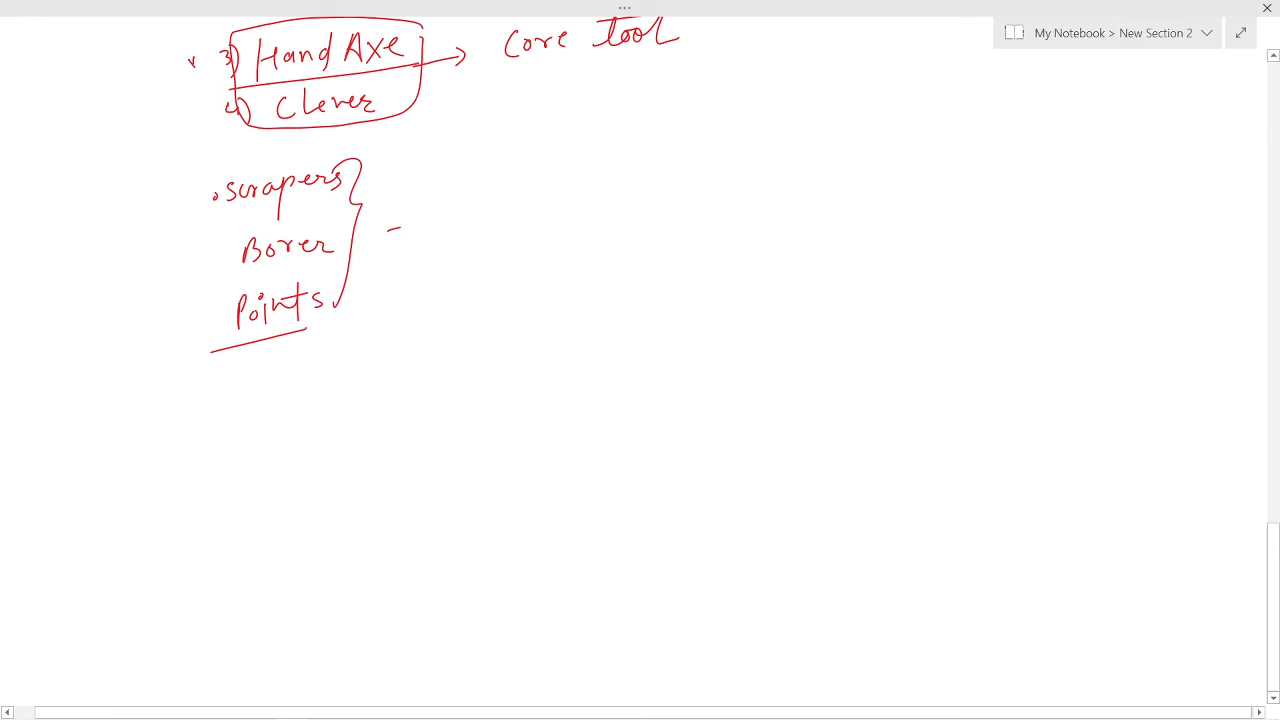 ...
My Notebook > New Section 2
3) Hand Axe → Core tool
4) Clever
. scrapers
Borer
Points